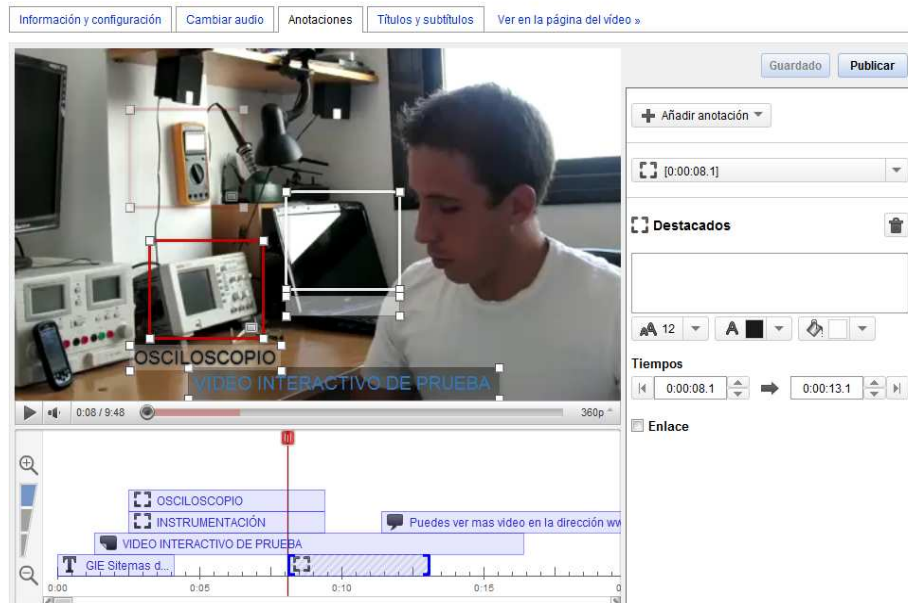 Información y configuración
Cambiar audio
Anotaciones
Títulos y subtítulos
Ver en la página del vídeo »
Guardado
Publicar
Añadir anotación
[0:00:08.1]
Destacados
A A 12
A
Tiempos
0:00:08.1
0:00:13.1
Enlace
OSCILOSCOPIO
VIDEO INTERACTIVO DE PRUEBA
0:08 / 9:48
360p
OSCILOSCOPIO
INSTRUMENTACIÓN
Puedes ver mas video en la dirección ww
VIDEO INTERACTIVO DE PRUEBA
T GIE Sitemas d...
0:00
0:05
0:10
0:15
0